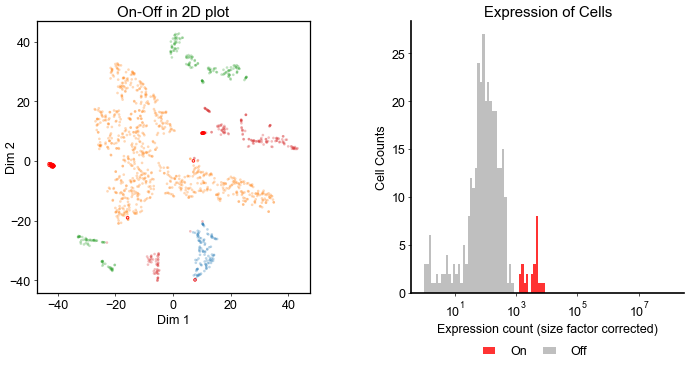 On-Off in 2D plot
40
20
0
−20
−40
Dim 2
−40
−20
0
20
40
Dim 1
Expression of Cells
25
20
15
10
5
0
Cell Counts
10^1
10^3
10^5
10^7
Expression count (size factor corrected)
On
Off